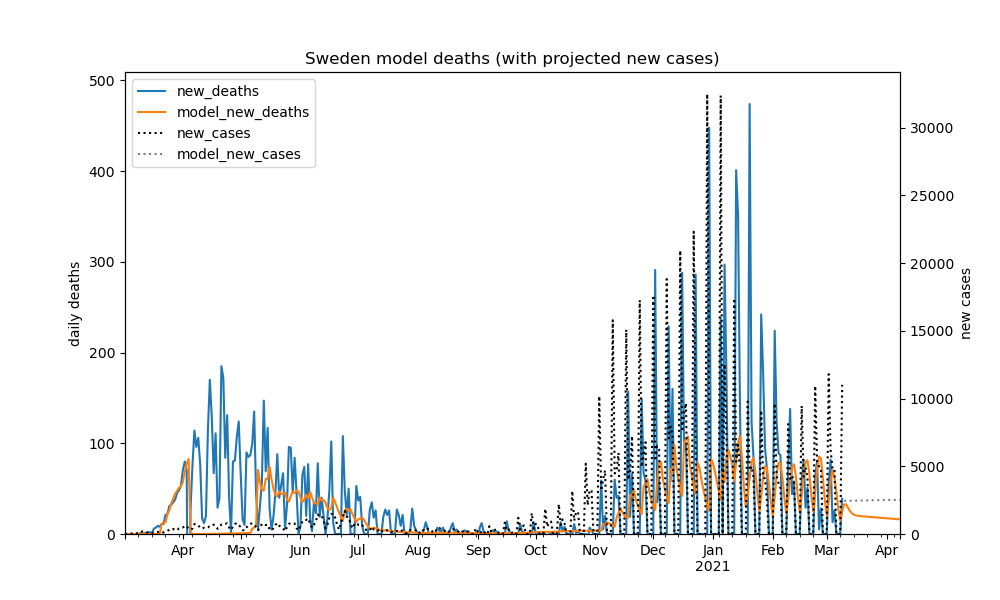 Sweden model deaths (with projected new cases)
new_deaths
model_new_deaths
new_cases
model_new_cases
daily deaths
500
400
300
200
100
0
new cases
30000
25000
20000
15000
10000
5000
0
Apr May Jun Jul Aug Sep Oct Nov Dec Jan Feb Mar Apr
2021